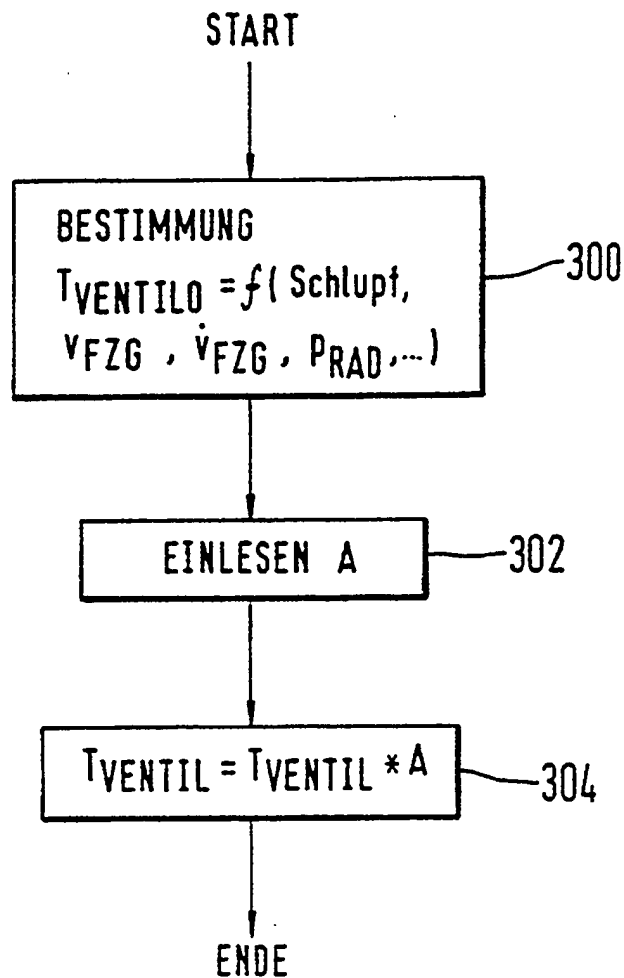 START
BESTIMMUNG
TVENTIL0 = f( Schlupf,
vFZG , v̇FZG , PRAD,...)
300
EINLESEN A
302
TVENTIL = TVENTIL * A
304
ENDE